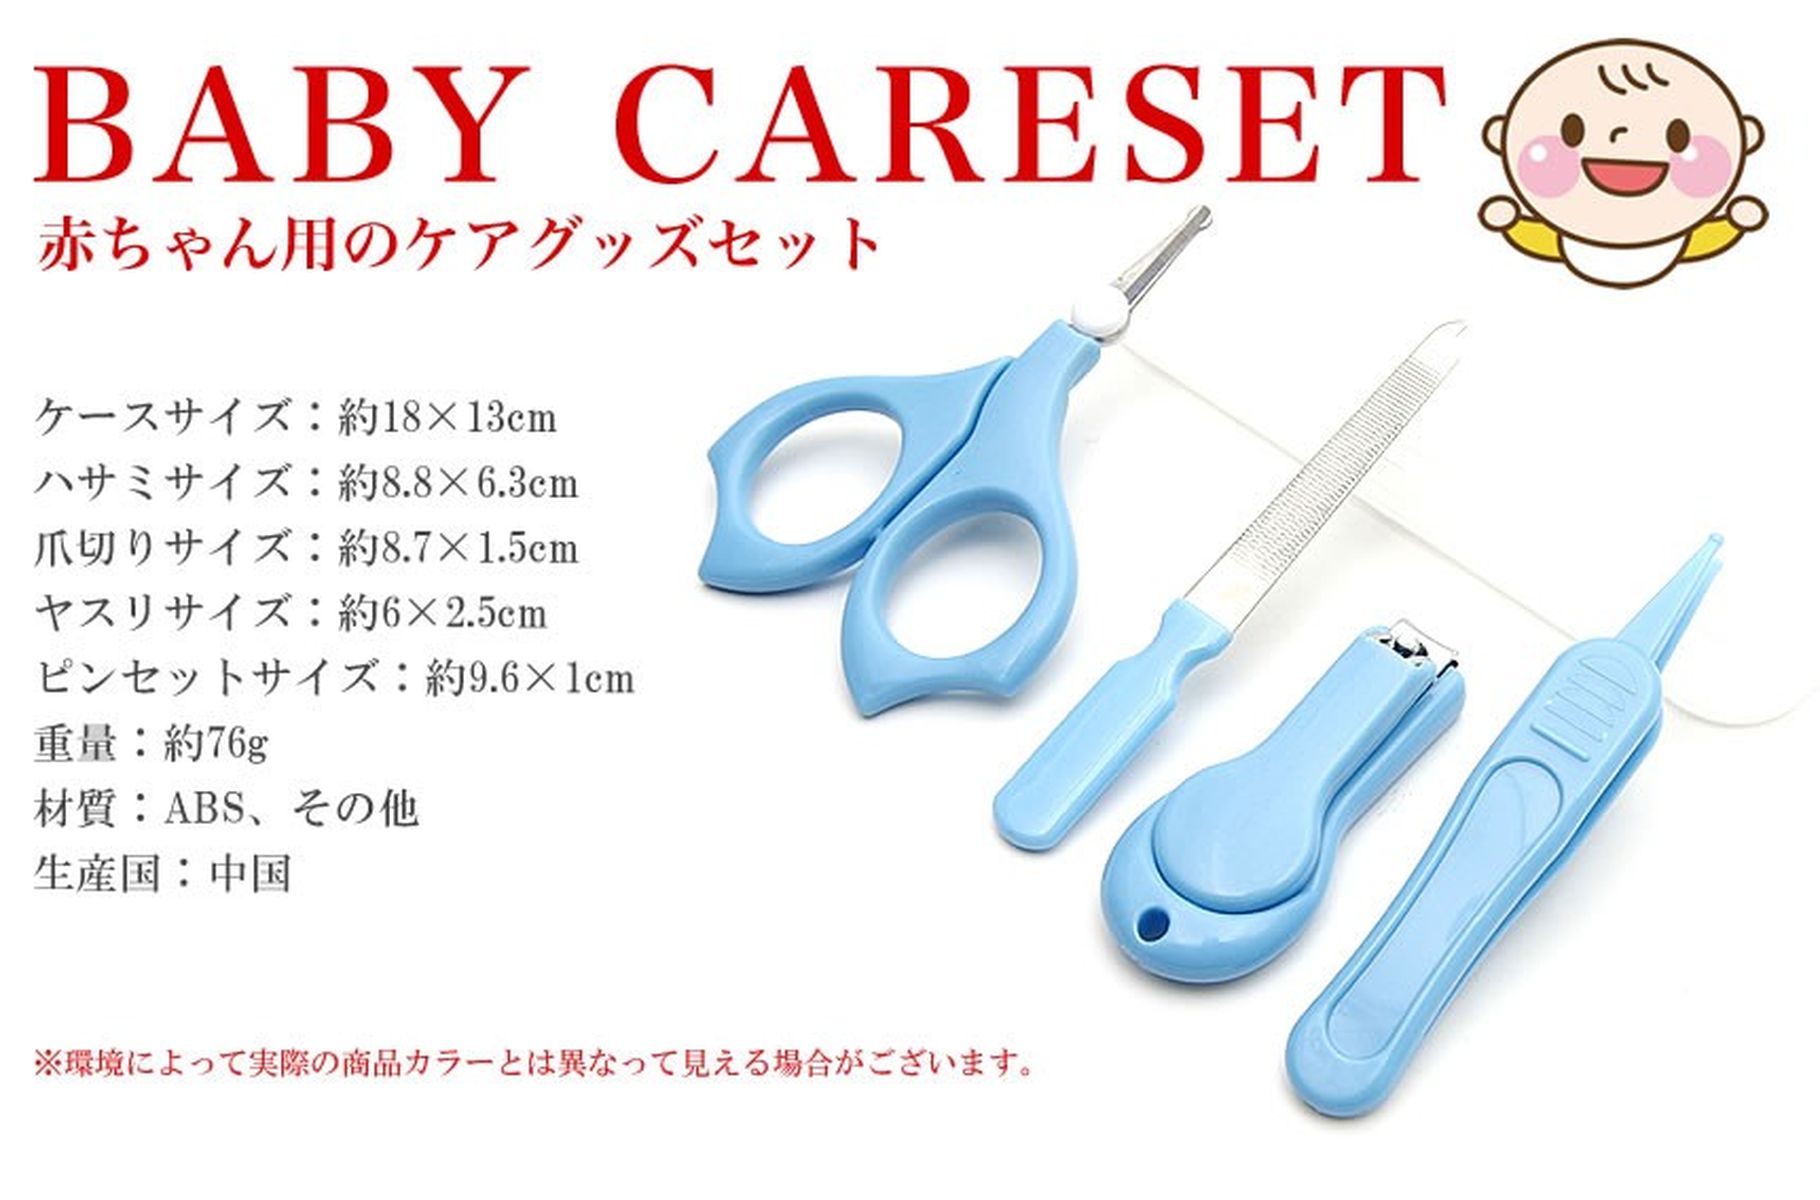 BABY CARESET
赤ちゃん用のケアグッズセット
ケースサイズ：約18×13cm
ハサミサイズ：約8.8×6.3cm
爪切りサイズ：約8.7×1.5cm
ヤスリサイズ：約6×2.5cm
ピンセットサイズ：約9.6×1cm
重量：約76g
材質：ABS、その他
生産国：中国
※環境によって実際の商品カラーとは異なって見える場合がございます。